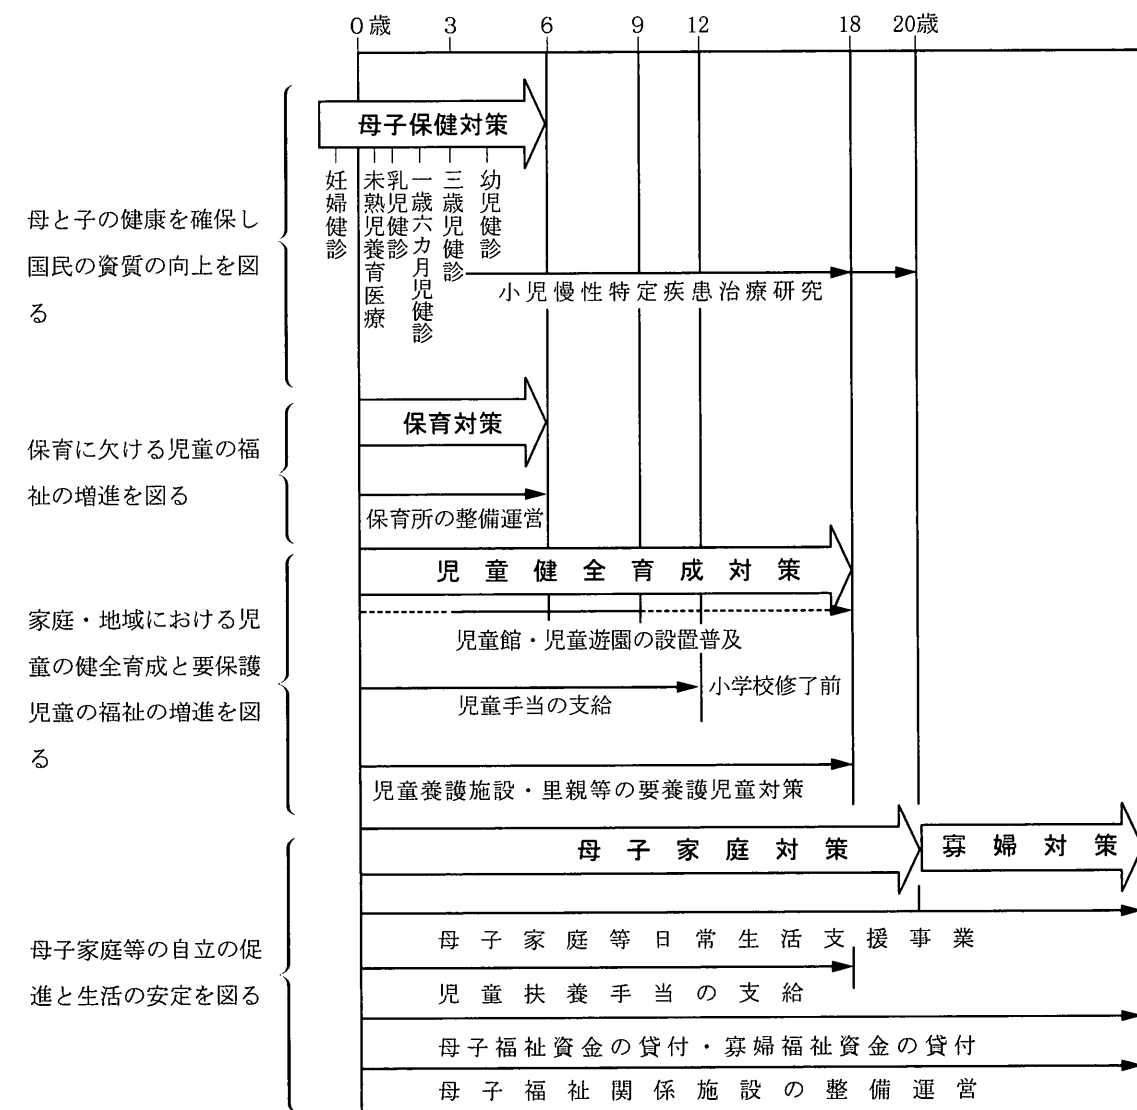 0歳 3 6 9 12 18 20歳
母と子の健康を確保し
国民の資質の向上を図
る
母子保健対策
妊婦健診
未熟児養育医療
乳児健診
一歳六カ月児健診
三歳児健診
幼児健診
小児慢性特定疾患治療研究
保育に欠ける児童の福
祉の増進を図る
保育対策
保育所の整備運営
家庭・地域における児
童の健全育成と要保護
児童の福祉の増進を図
る
児童健全育成対策
児童館・児童遊園の設置普及
児童手当の支給
小学校修了前
児童養護施設・里親等の要養護児童対策
母子家庭等の自立の促
進と生活の安定を図る
母子家庭対策
寡婦対策
母子家庭等日常生活支援事業
児童扶養手当の支給
母子福祉資金の貸付・寡婦福祉資金の貸付
母子福祉関係施設の整備運営